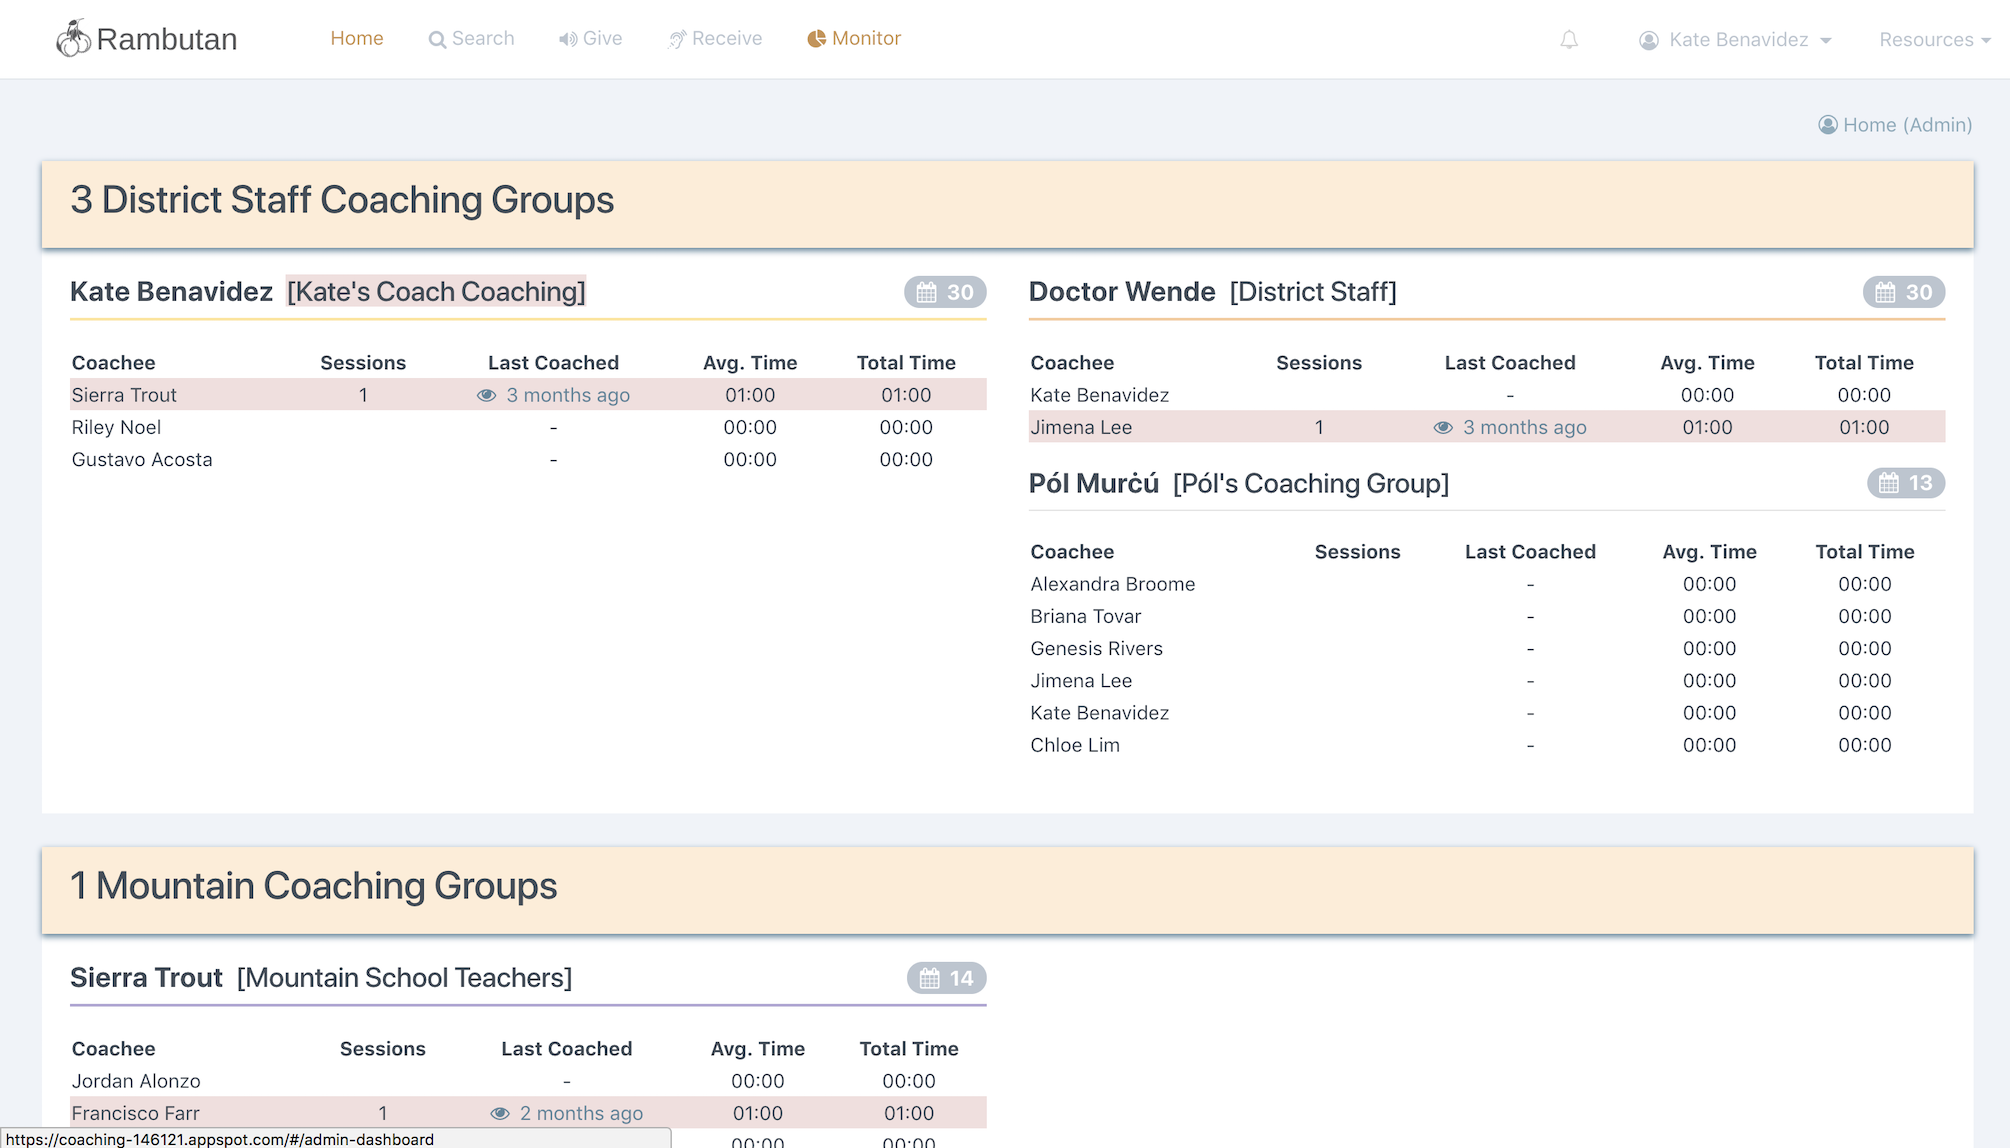 Rambutan Home Search Give Receive Monitor Kate Benavidez Resources
Home (Admin)
3 District Staff Coaching Groups
Kate Benavidez [Kate's Coach Coaching] 30
Coachee Sessions Last Coached Avg. Time Total Time
Sierra Trout 1 3 months ago 01:00 01:00
Riley Noel - 00:00 00:00
Gustavo Acosta - 00:00 00:00
Doctor Wende [District Staff] 30
Coachee Sessions Last Coached Avg. Time Total Time
Kate Benavidez - 00:00 00:00
Jimena Lee 1 3 months ago 01:00 01:00
Pól Murċú [Pól's Coaching Group] 13
Coachee Sessions Last Coached Avg. Time Total Time
Alexandra Broome - 00:00 00:00
Briana Tovar - 00:00 00:00
Genesis Rivers - 00:00 00:00
Jimena Lee - 00:00 00:00
Kate Benavidez - 00:00 00:00
Chloe Lim - 00:00 00:00
1 Mountain Coaching Groups
Sierra Trout [Mountain School Teachers] 14
Coachee Sessions Last Coached Avg. Time Total Time
Jordan Alonzo - 00:00 00:00
Francisco Farr 1 2 months ago 01:00 01:00
00:00 00:00
https://coaching-146121.appspot.com/#/admin-dashboard